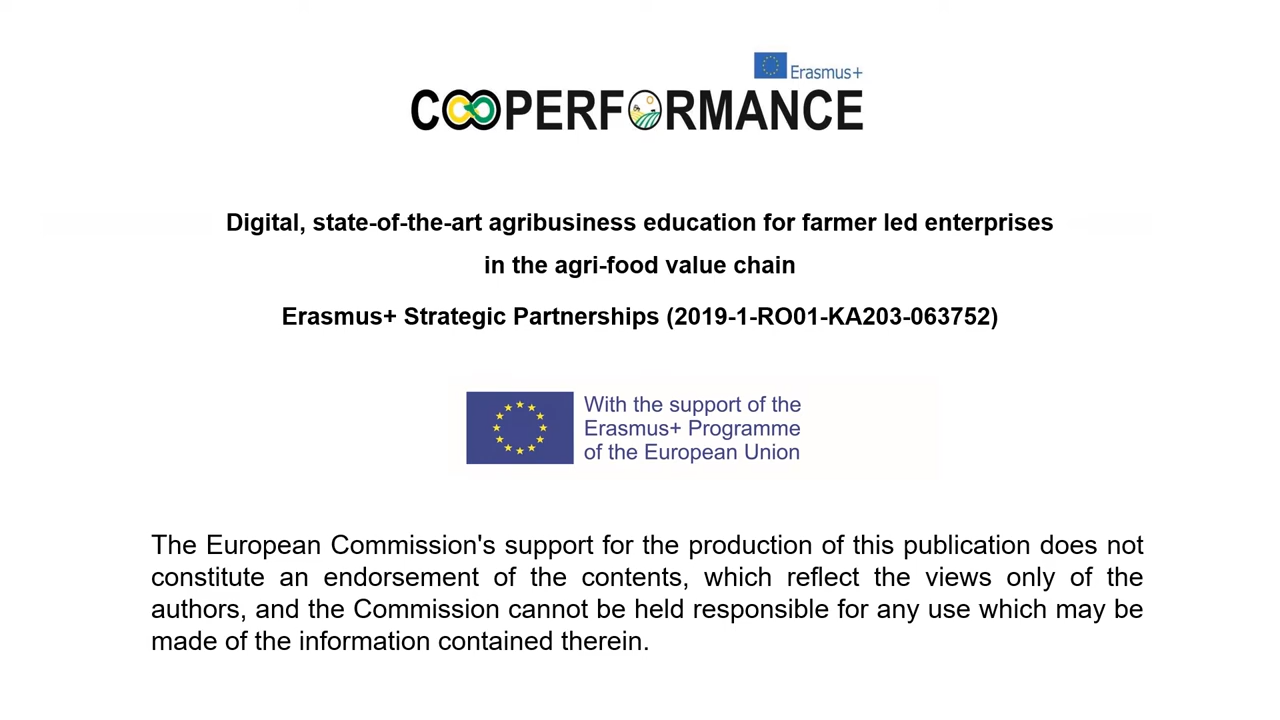 Erasmus+
COOPERFORMANCE
Digital, state-of-the-art agribusiness education for farmer led enterprises
in the agri-food value chain
Erasmus+ Strategic Partnerships (2019-1-RO01-KA203-063752)
With the support of the
Erasmus+ Programme
of the European Union
The European Commission's support for the production of this publication does not
constitute an endorsement of the contents, which reflect the views only of the
authors, and the Commission cannot be held responsible for any use which may be
made of the information contained therein.